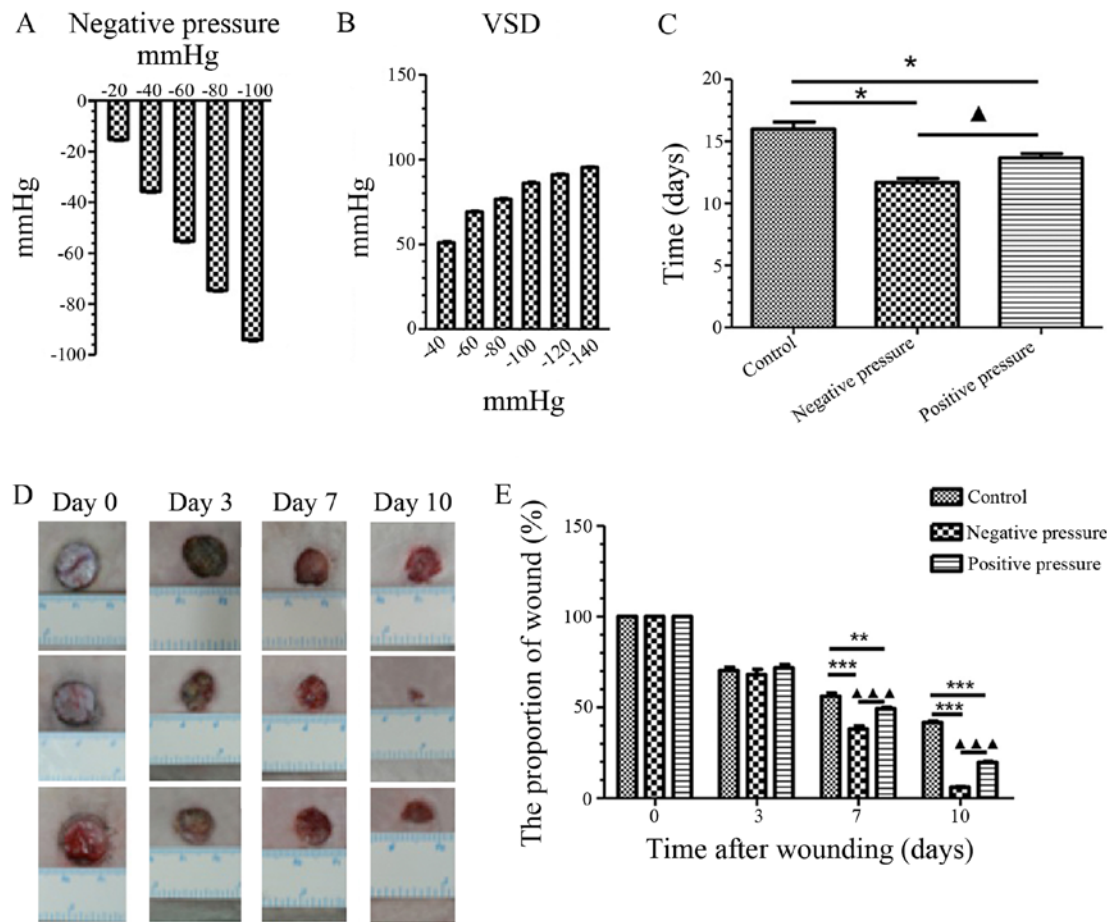 A
Negative pressure
mmHg
-20 -40 -60 -80 -100
0
-20
-40
-60
-80
-100
mmHg
B
VSD
150
100
50
0
mmHg
-40 -60 -80 -100 -120 -140
mmHg
C
20
15
10
5
0
Time (days)
* 
*
▲
Control
Negative pressure
Positive pressure
D
Day 0 Day 3 Day 7 Day 10
E
Control
Negative pressure
Positive pressure
The proportion of wound (%)
150
100
50
0
**
***
▲▲▲
***
***
▲▲▲
0 3 7 10
Time after wounding (days)